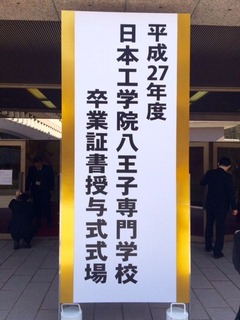 平成27年度
日本工学院八王子専門学校
卒業証書授与式式場